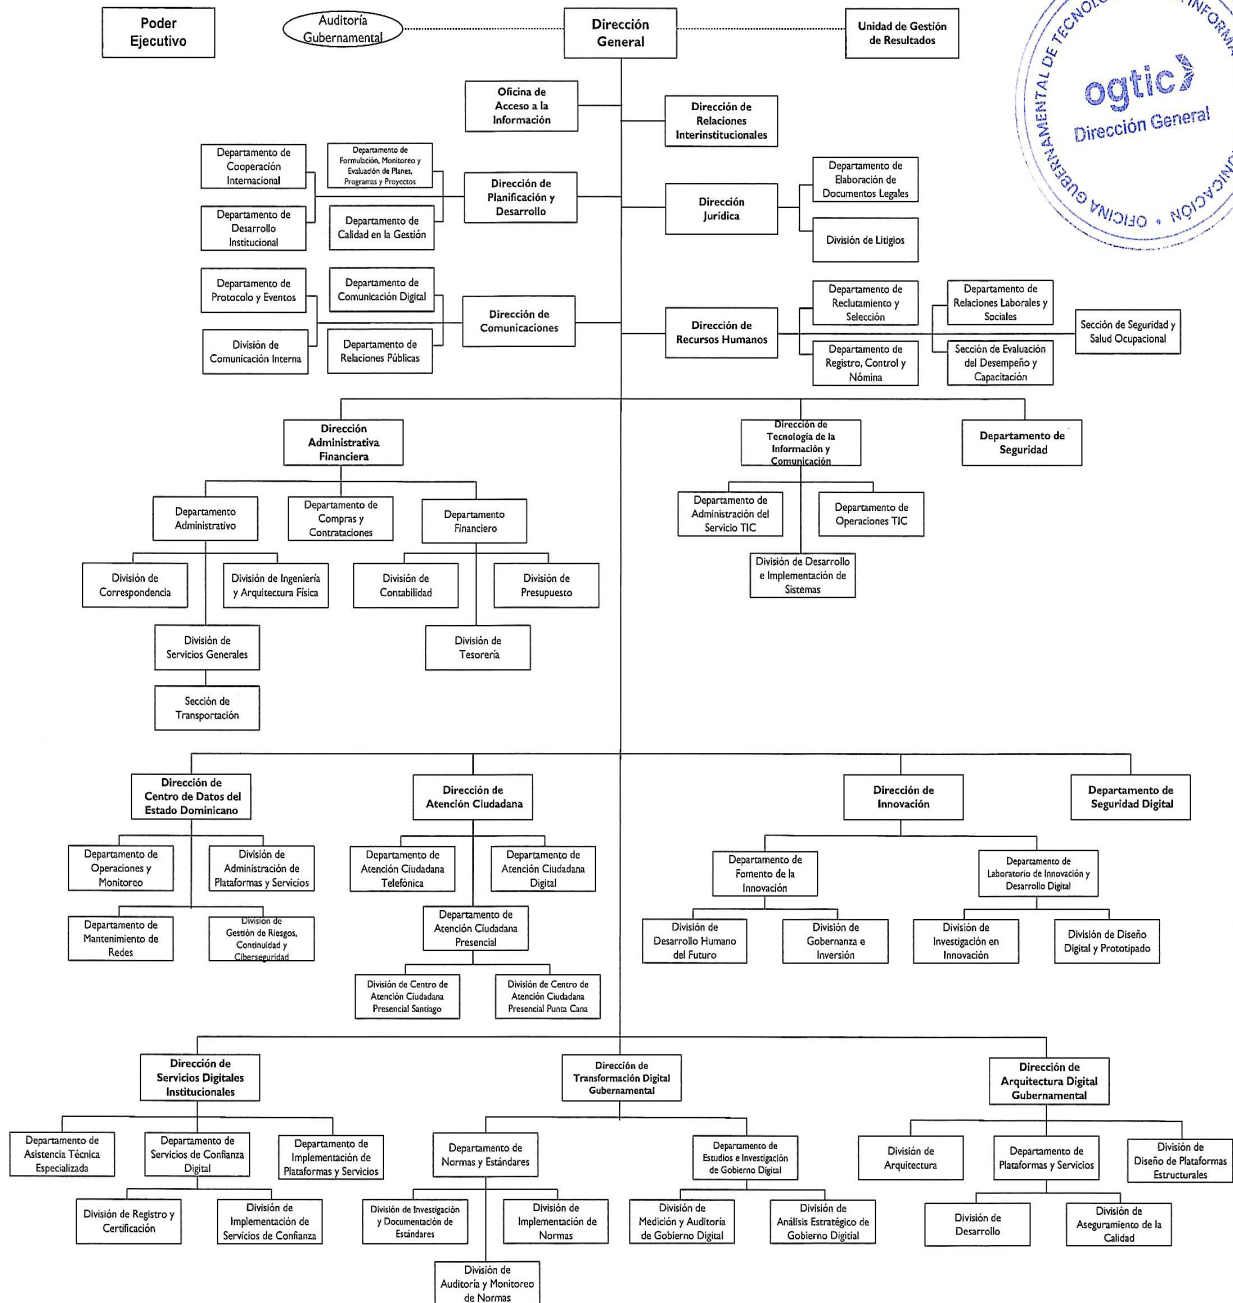 Poder
Ejecutivo
Auditoría
Gubernamental
Dirección
General
Unidad de Gestión
de Resultados
ogtic
Dirección General
OFICINA GUBERNAMENTAL DE
Oficina de
Acceso a la
Información
Dirección de
Relaciones
Interinstitucionales
Departamento de
Cooperación
Internacional
Departamento de
Formulación, Monitoreo y
Evaluación de Planes,
Programas y Proyectos
Dirección de
Planificación y
Desarrollo
Departamento de
Desarrollo
Institucional
Departamento de
Calidad en la Gestión
Dirección
Jurídica
Departamento de
Elaboración de
Documentos Legales
División de Litigios
Departamento de
Protocolo y Eventos
Departamento de
Comunicación Digital
Dirección de
Comunicaciones
División de
Comunicación Interna
Departamento de
Relaciones Públicas
Dirección de
Recursos Humanos
Departamento de
Reclutamiento y
Selección
Departamento de
Relaciones Laborales y
Sociales
Sección de Seguridad y
Salud Ocupacional
Departamento de
Registro, Control y
Nómina
Sección de Evaluación
del Desempeño y
Capacitación
Dirección
Administrativa
Financiera
Dirección de
Tecnología de la
Información y
Comunicación
Departamento de
Seguridad
Departamento
Administrativo
Departamento de
Compras y
Contrataciones
Departamento
Financiero
Departamento de
Administración del
Servicio TIC
Departamento de
Operaciones TIC
División de
Correspondencia
División de Ingeniería
y Arquitectura Física
División de
Contabilidad
División de
Presupuesto
División de Desarrollo
e Implementación de
Sistemas
División de
Servicios Generales
División de
Tesorería
Sección de
Transportación
Dirección de
Centro de Datos del
Estado Dominicano
Dirección de
Atención Ciudadana
Dirección de
Innovación
Departamento de
Seguridad Digital
Departamento de
Operaciones y
Monitoreo
División de
Administración de
Plataformas y Servicios
Departamento de
Atención Ciudadana
Telefónica
Departamento de
Atención Ciudadana
Digital
Departamento de
Fomento de la
Innovación
Departamento de
Laboratorio de Innovación y
Desarrollo Digital
Departamento de
Mantenimiento de
Redes
División de
Gestión de Riesgos,
Continuidad y
Ciberseguridad
Departamento de
Atención Ciudadana
Presencial
División de
Desarrollo Humano
del Futuro
División de
Gobernanza e
Inversión
División de
Investigación en
Innovación
División de Diseño
Digital y Prototipado
División de Centro de
Atención Ciudadana
Presencial Santiago
División de Centro de
Atención Ciudadana
Presencial Punta Cana
Dirección de
Servicios Digitales
Institucionales
Dirección de
Transformación Digital
Gubernamental
Dirección de
Arquitectura Digital
Gubernamental
Departamento de
Asistencia Técnica
Especializada
Departamento de
Servicios de Confianza
Digital
Departamento de
Implementación de
Plataformas y Servicios
Departamento de
Normas y Estándares
Departamento de
Estudios e Investigación
de Gobierno Digital
División de
Arquitectura
Departamento de
Plataformas y Servicios
División de
Diseño de Plataformas
Estructurales
División de Registro y
Certificación
División de
Implementación de
Servicios de Confianza
División de Investigación
y Documentación de
Estándares
División de
Implementación de
Normas
División de
Medición y Auditoría
de Gobierno Digital
División de
Análisis Estratégico de
Gobierno Digitial
División de
Desarrollo
División de
Aseguramiento de la
Calidad
División de
Auditoría y Monitoreo
de Normas